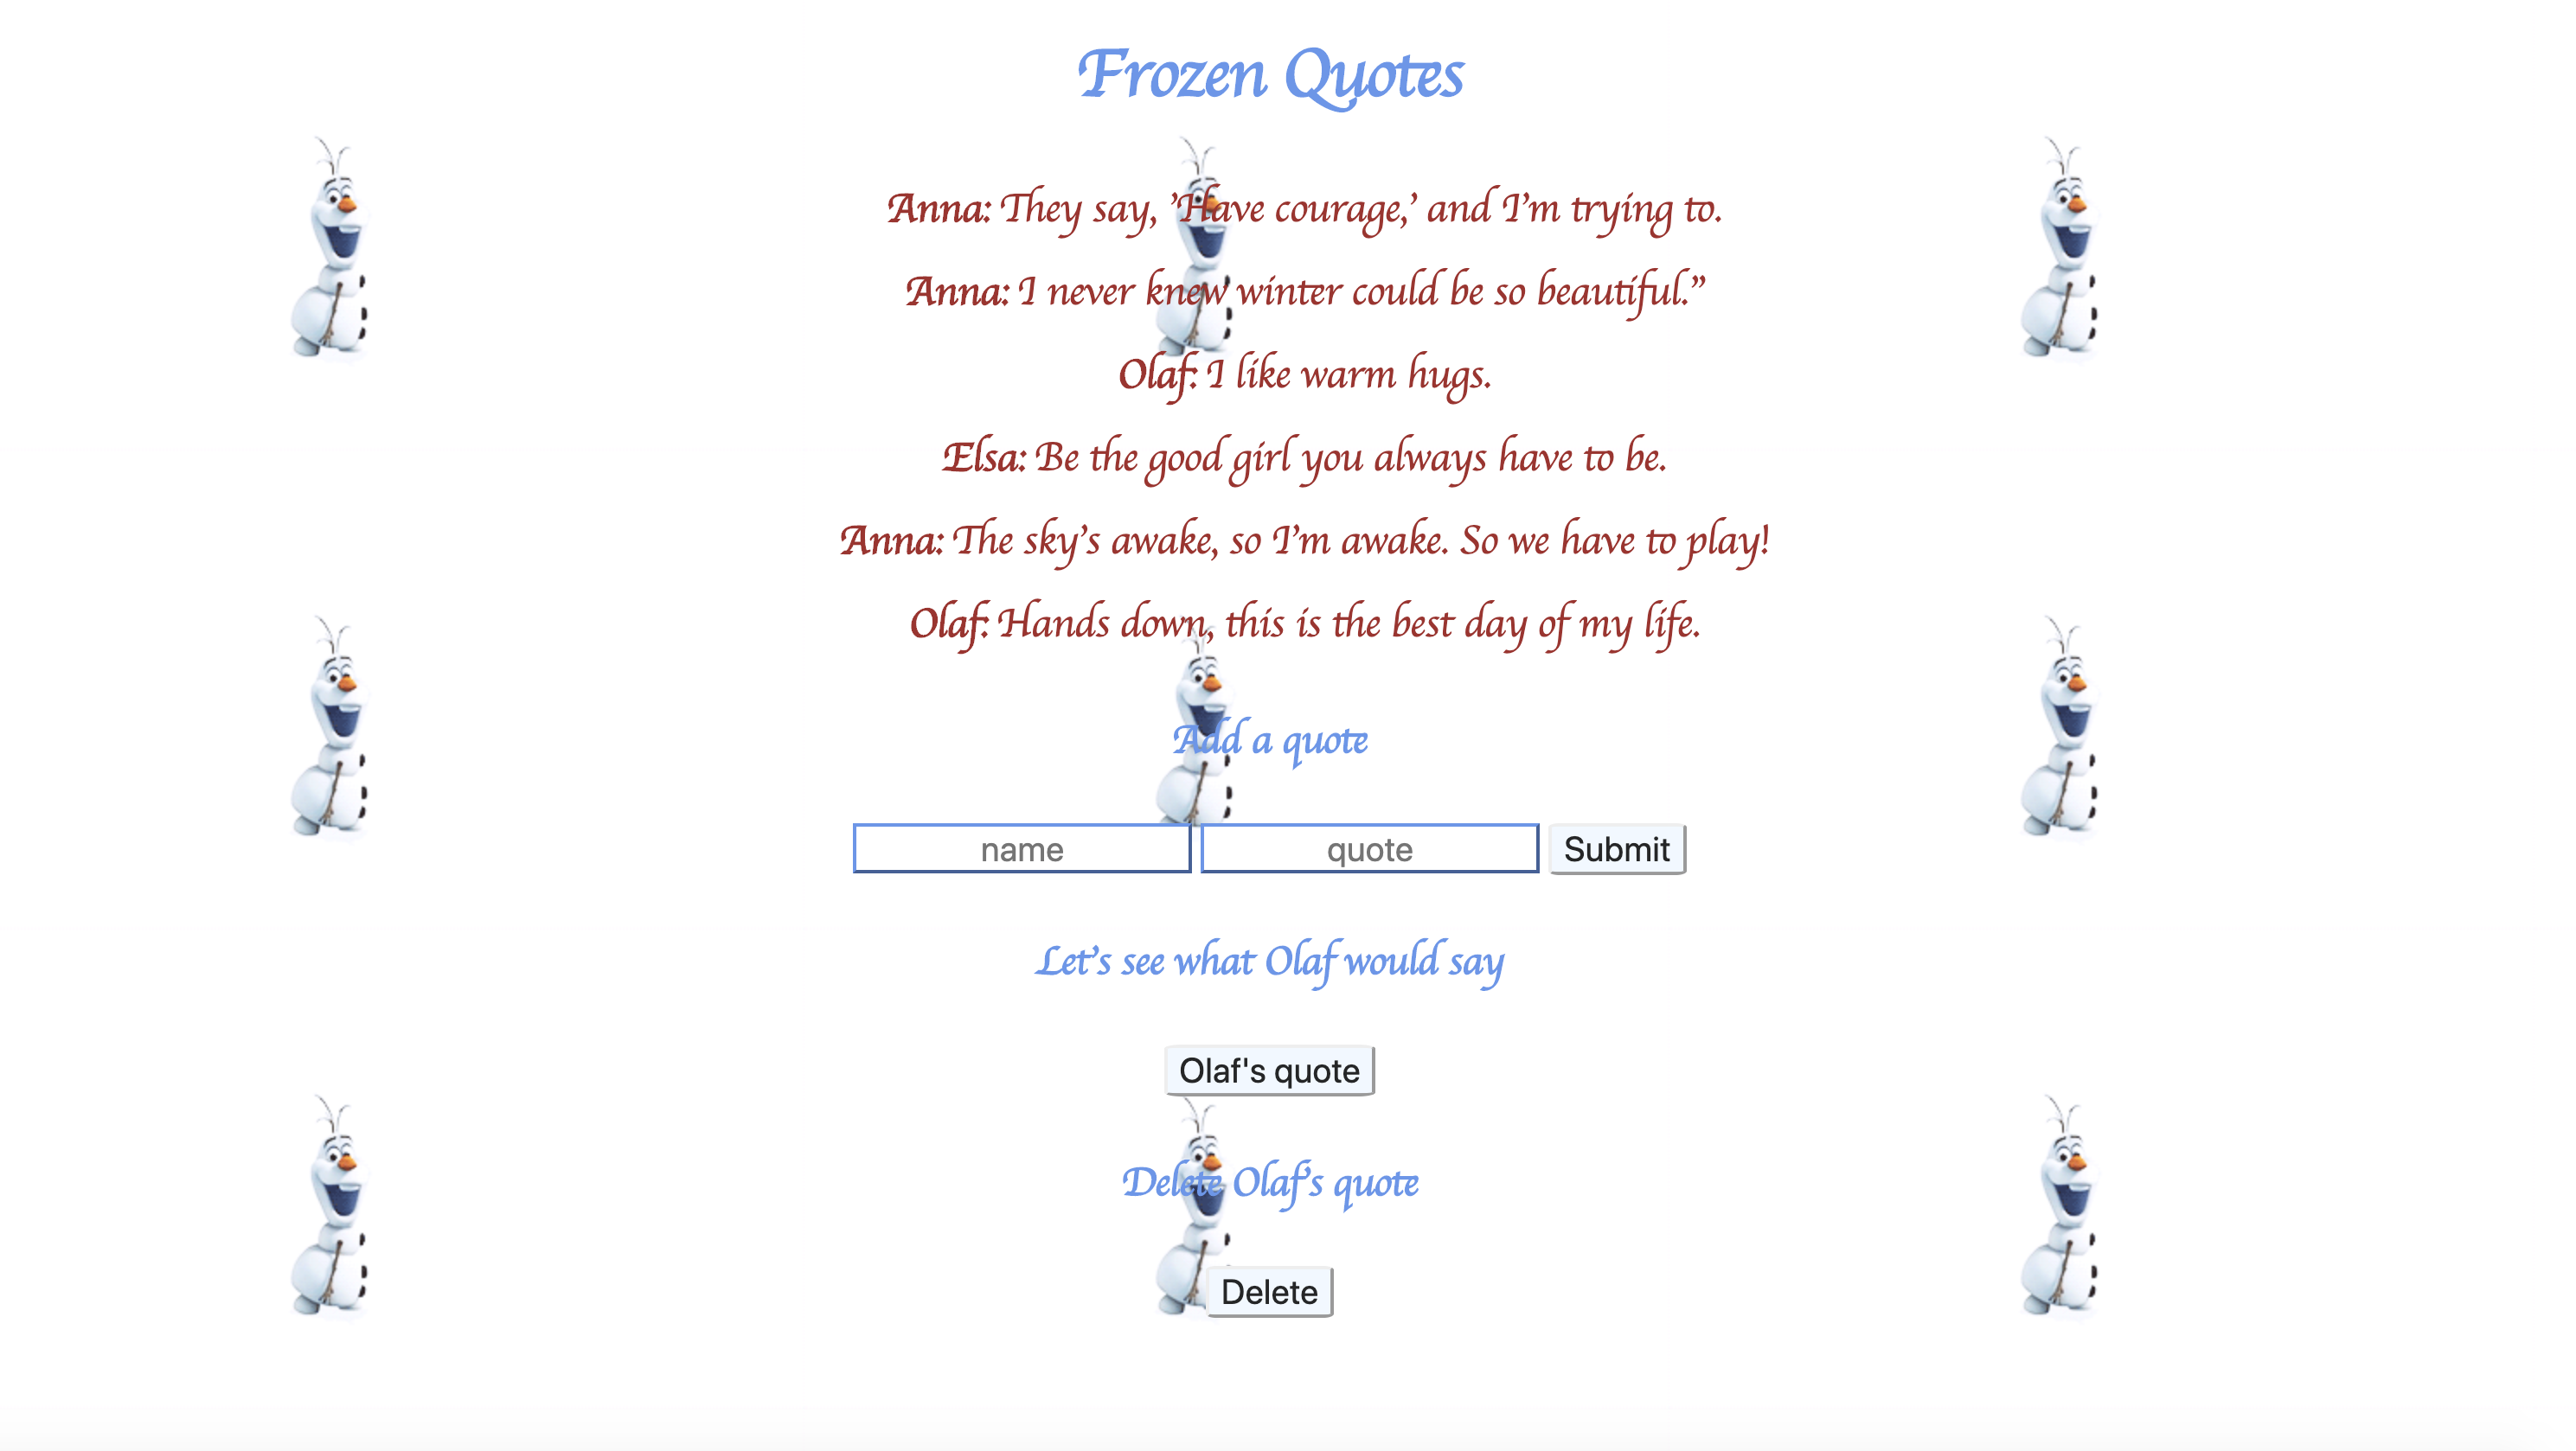 Frozen Quotes
Anna: They say, 'Have courage,' and I'm trying to.
Anna: I never knew winter could be so beautiful.”
Olaf: I like warm hugs.
Elsa: Be the good girl you always have to be.
Anna: The sky's awake, so I'm awake. So we have to play!
Olaf: Hands down, this is the best day of my life.
Add a quote
name quote Submit
Let's see what Olaf would say
Olaf's quote
Delete Olaf's quote
Delete